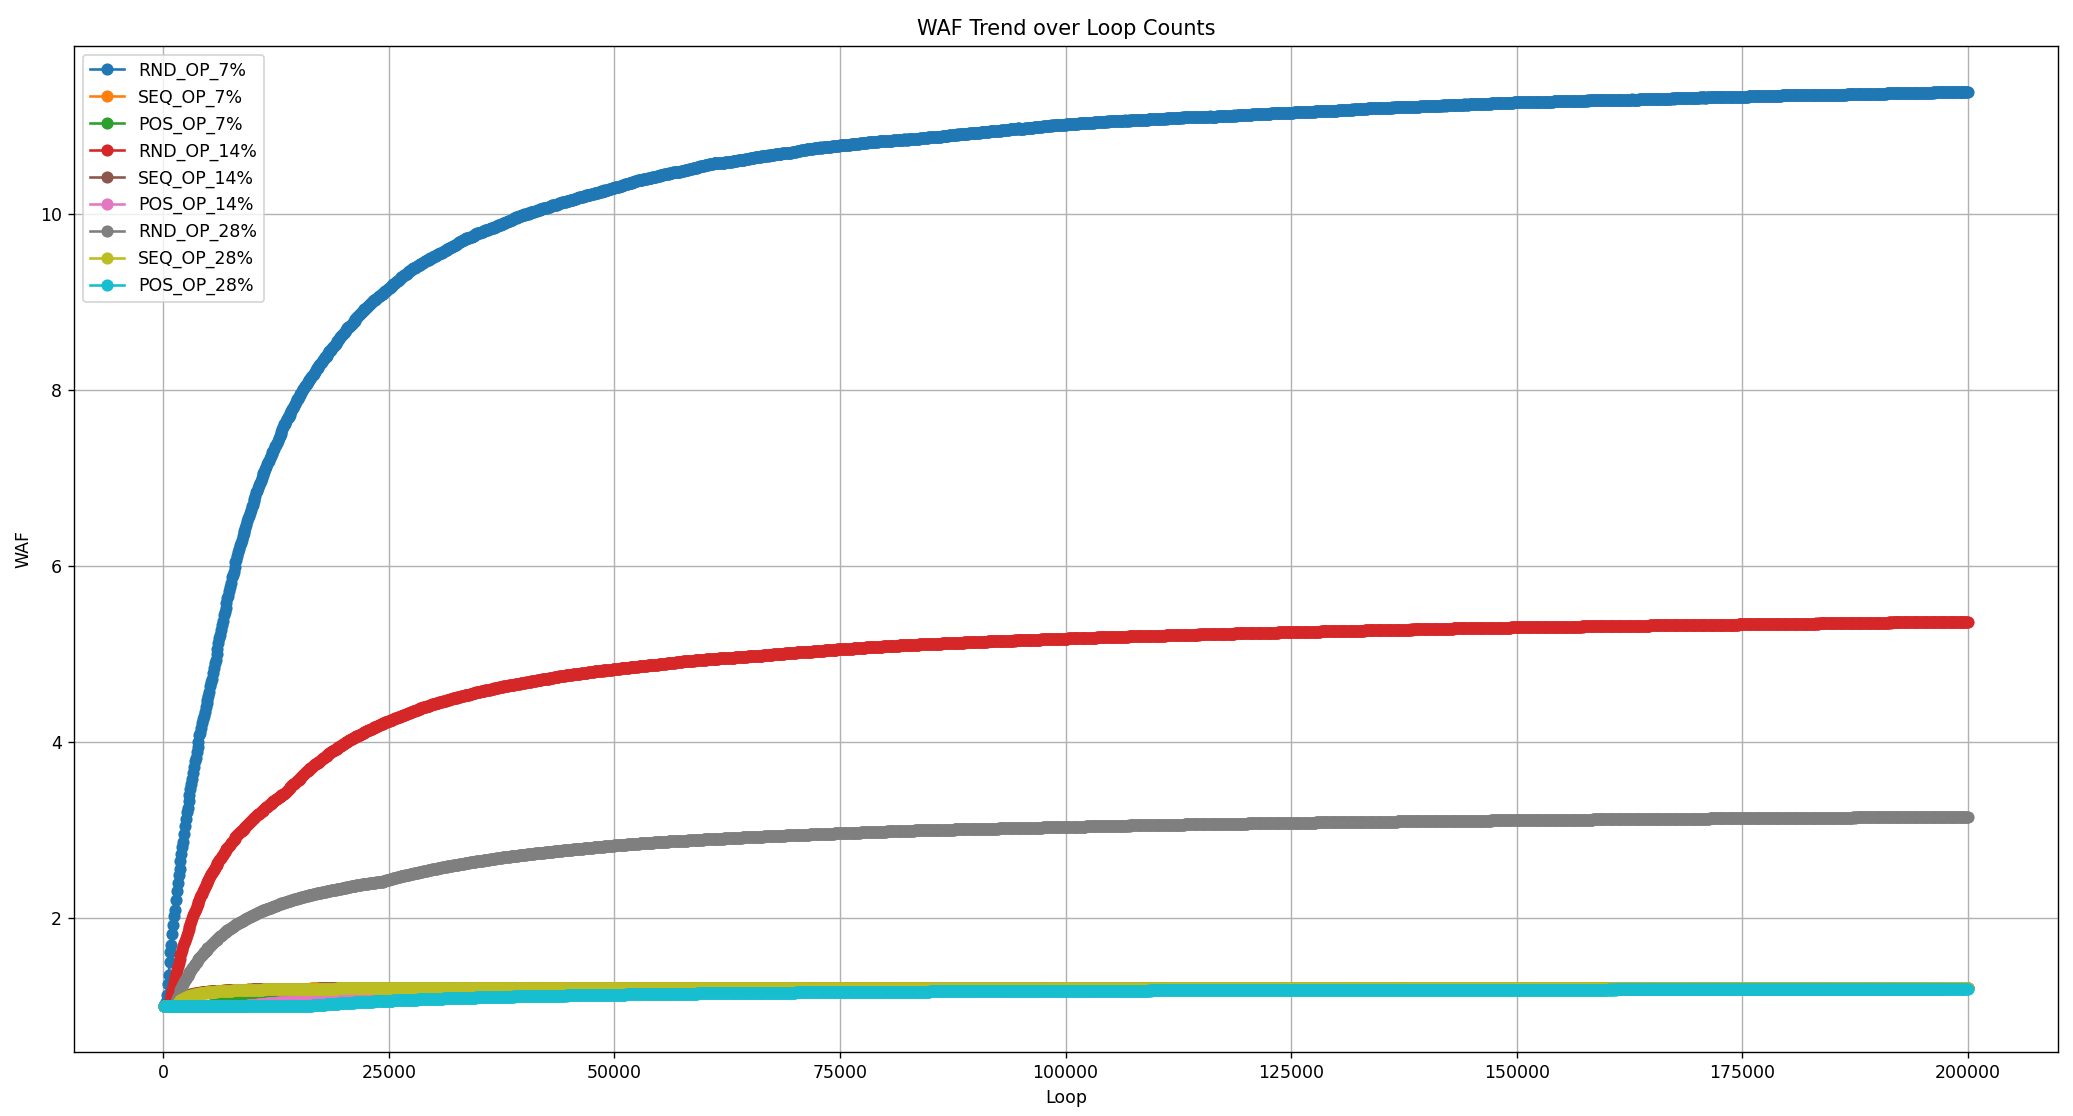 WAF Trend over Loop Counts
RND_OP_7%
SEQ_OP_7%
POS_OP_7%
RND_OP_14%
SEQ_OP_14%
POS_OP_14%
RND_OP_28%
SEQ_OP_28%
POS_OP_28%
10
8
6
4
2
WAF
0 25000 50000 75000 100000 125000 150000 175000 200000
Loop